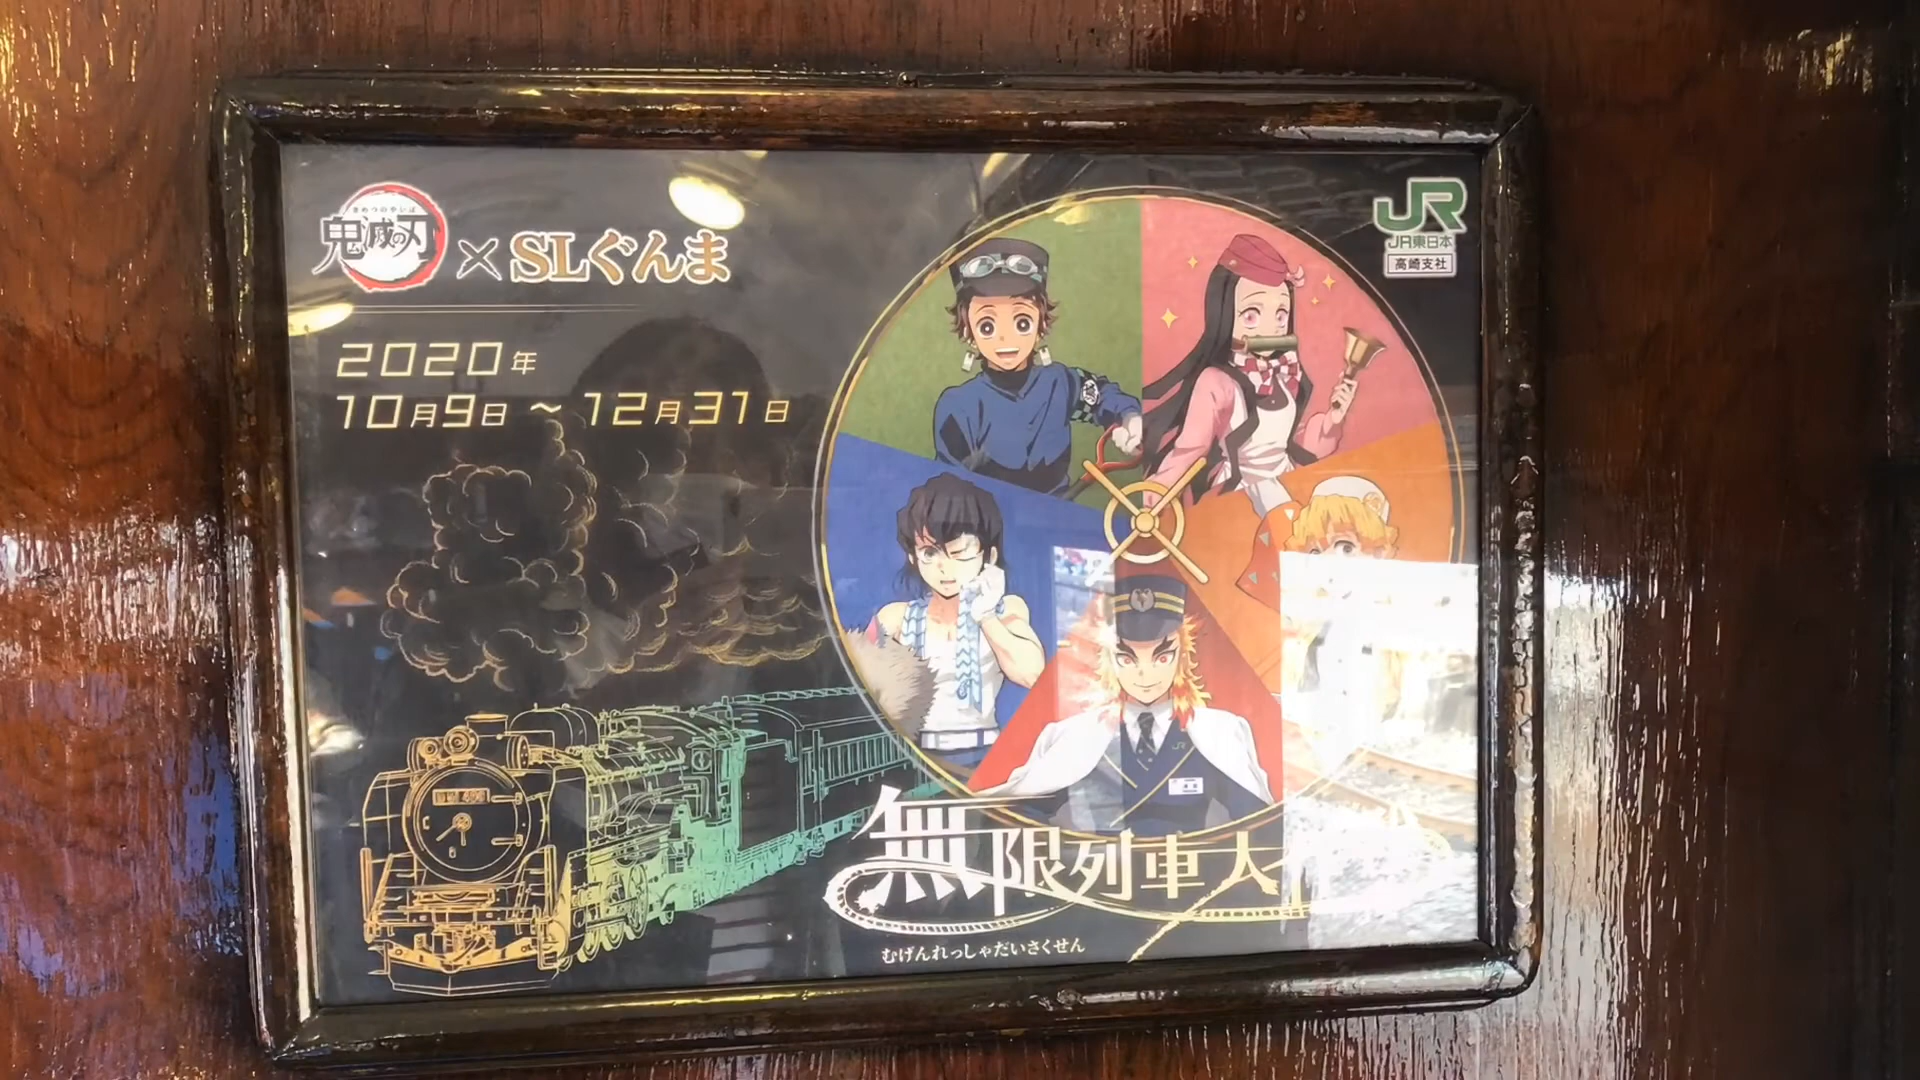 きめつのやいば
鬼滅の刃 × SLぐんま
2020年
10月9日 ~ 12月31日
JR
JR東日本
高崎支社
無限列車大
むげんれっしゃだいさくせん